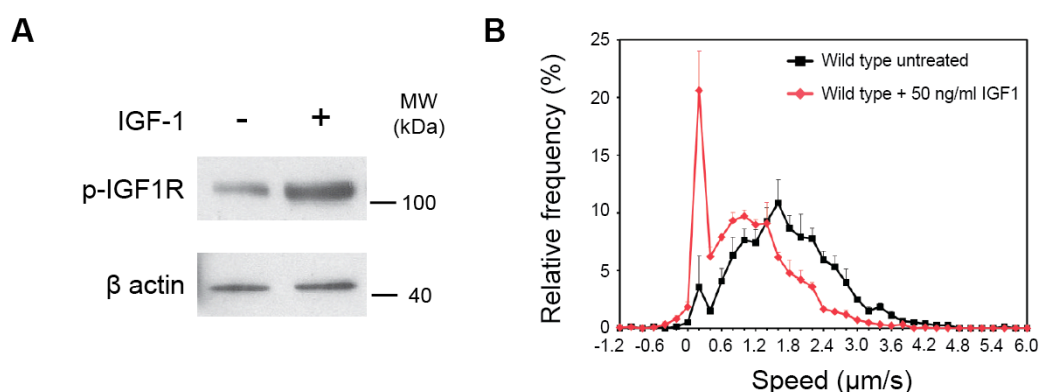 A
IGF-1 - + MW
(kDa)
p-IGF1R
100
β actin
40
B
Relative frequency (%)
25
20
15
10
5
0
Wild type untreated
Wild type + 50 ng/ml IGF1
-1.2 -0.6 0 0.6 1.2 1.8 2.4 3.0 3.6 4.2 4.8 5.4 6.0
Speed (µm/s)